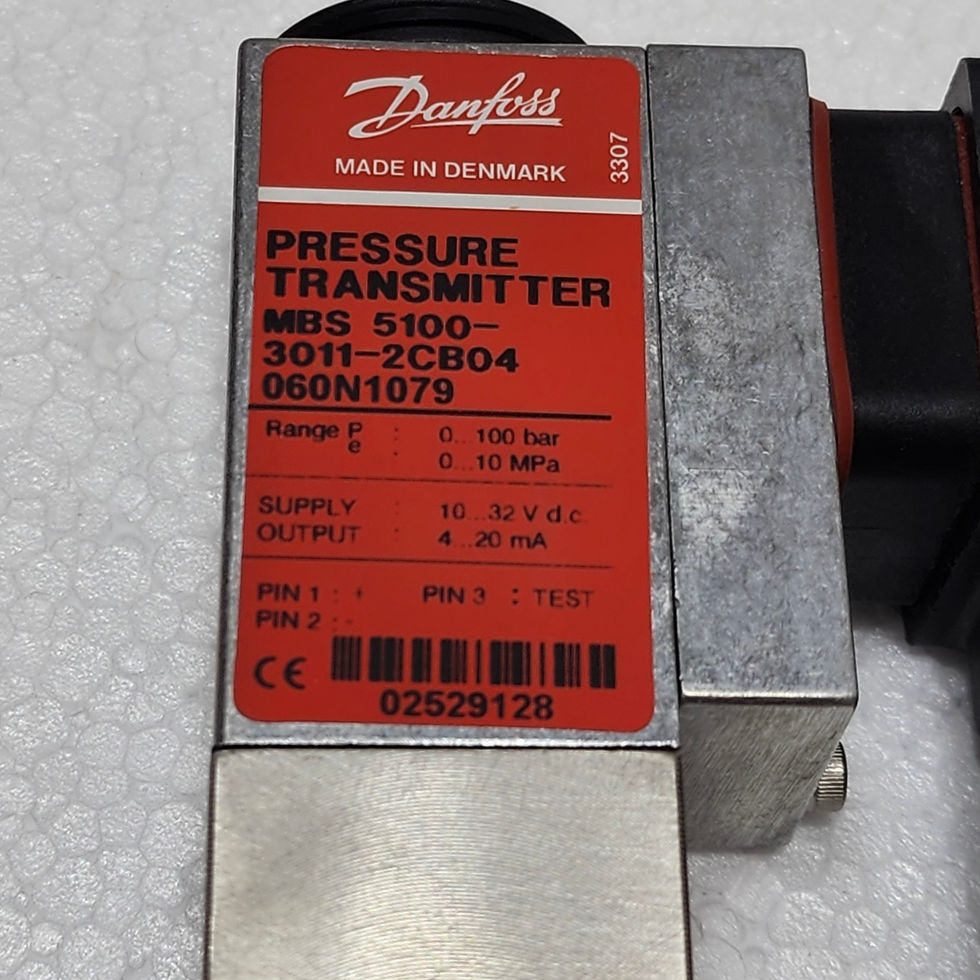 Danfoss
MADE IN DENMARK
3307
PRESSURE
TRANSMITTER
MBS 5100-
3011-2CB04
060N1079
Range Pe : 0...100 bar
: 0...10 MPa
SUPPLY : 10...32 V d.c.
OUTPUT : 4...20 mA
PIN 1 : + PIN 3 : TEST
PIN 2 : -
CE
02529128